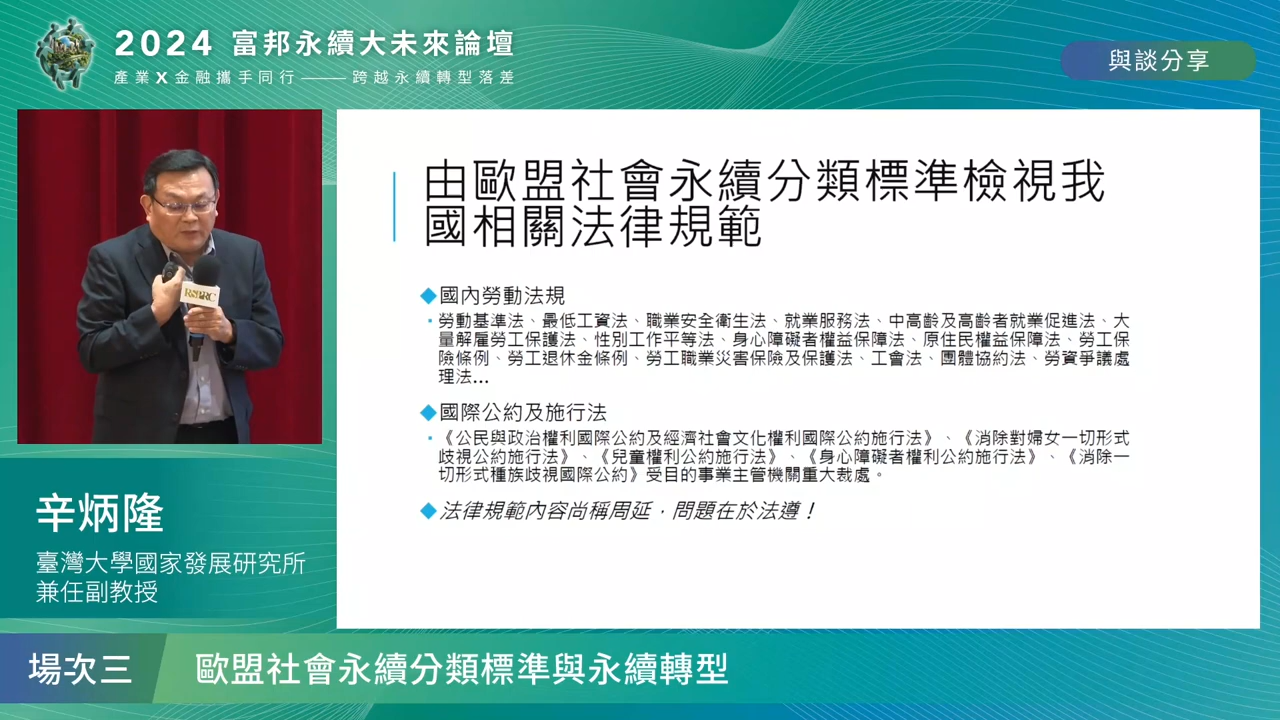 2024 富邦永續大未來論壇
產業X金融攜手同行——跨越永續轉型落差
與談分享
由歐盟社會永續分類標準檢視我
國相關法律規範
◆國內勞動法規
•勞動基準法、最低工資法、職業安全衛生法、就業服務法、中高齡及高齡者就業促進法、大
量解雇勞工保護法、性別工作平等法、身心障礙者權益保障法、原住民權益保障法、勞工保
險條例、勞工退休金條例、勞工職業災害保險及保護法、工會法、團體協約法、勞資爭議處
理法...
◆國際公約及施行法
•《公民與政治權利國際公約及經濟社會文化權利國際公約施行法》、《消除對婦女一切形式
歧視公約施行法》、《兒童權利公約施行法》、《身心障礙者權利公約施行法》、《消除一
切形式種族歧視國際公約》受目的事業主管機關重大裁處。
◆法律規範內容尚稱周延，問題在於法遵！
RSPRC
辛炳隆
臺灣大學國家發展研究所
兼任副教授
場次三
歐盟社會永續分類標準與永續轉型